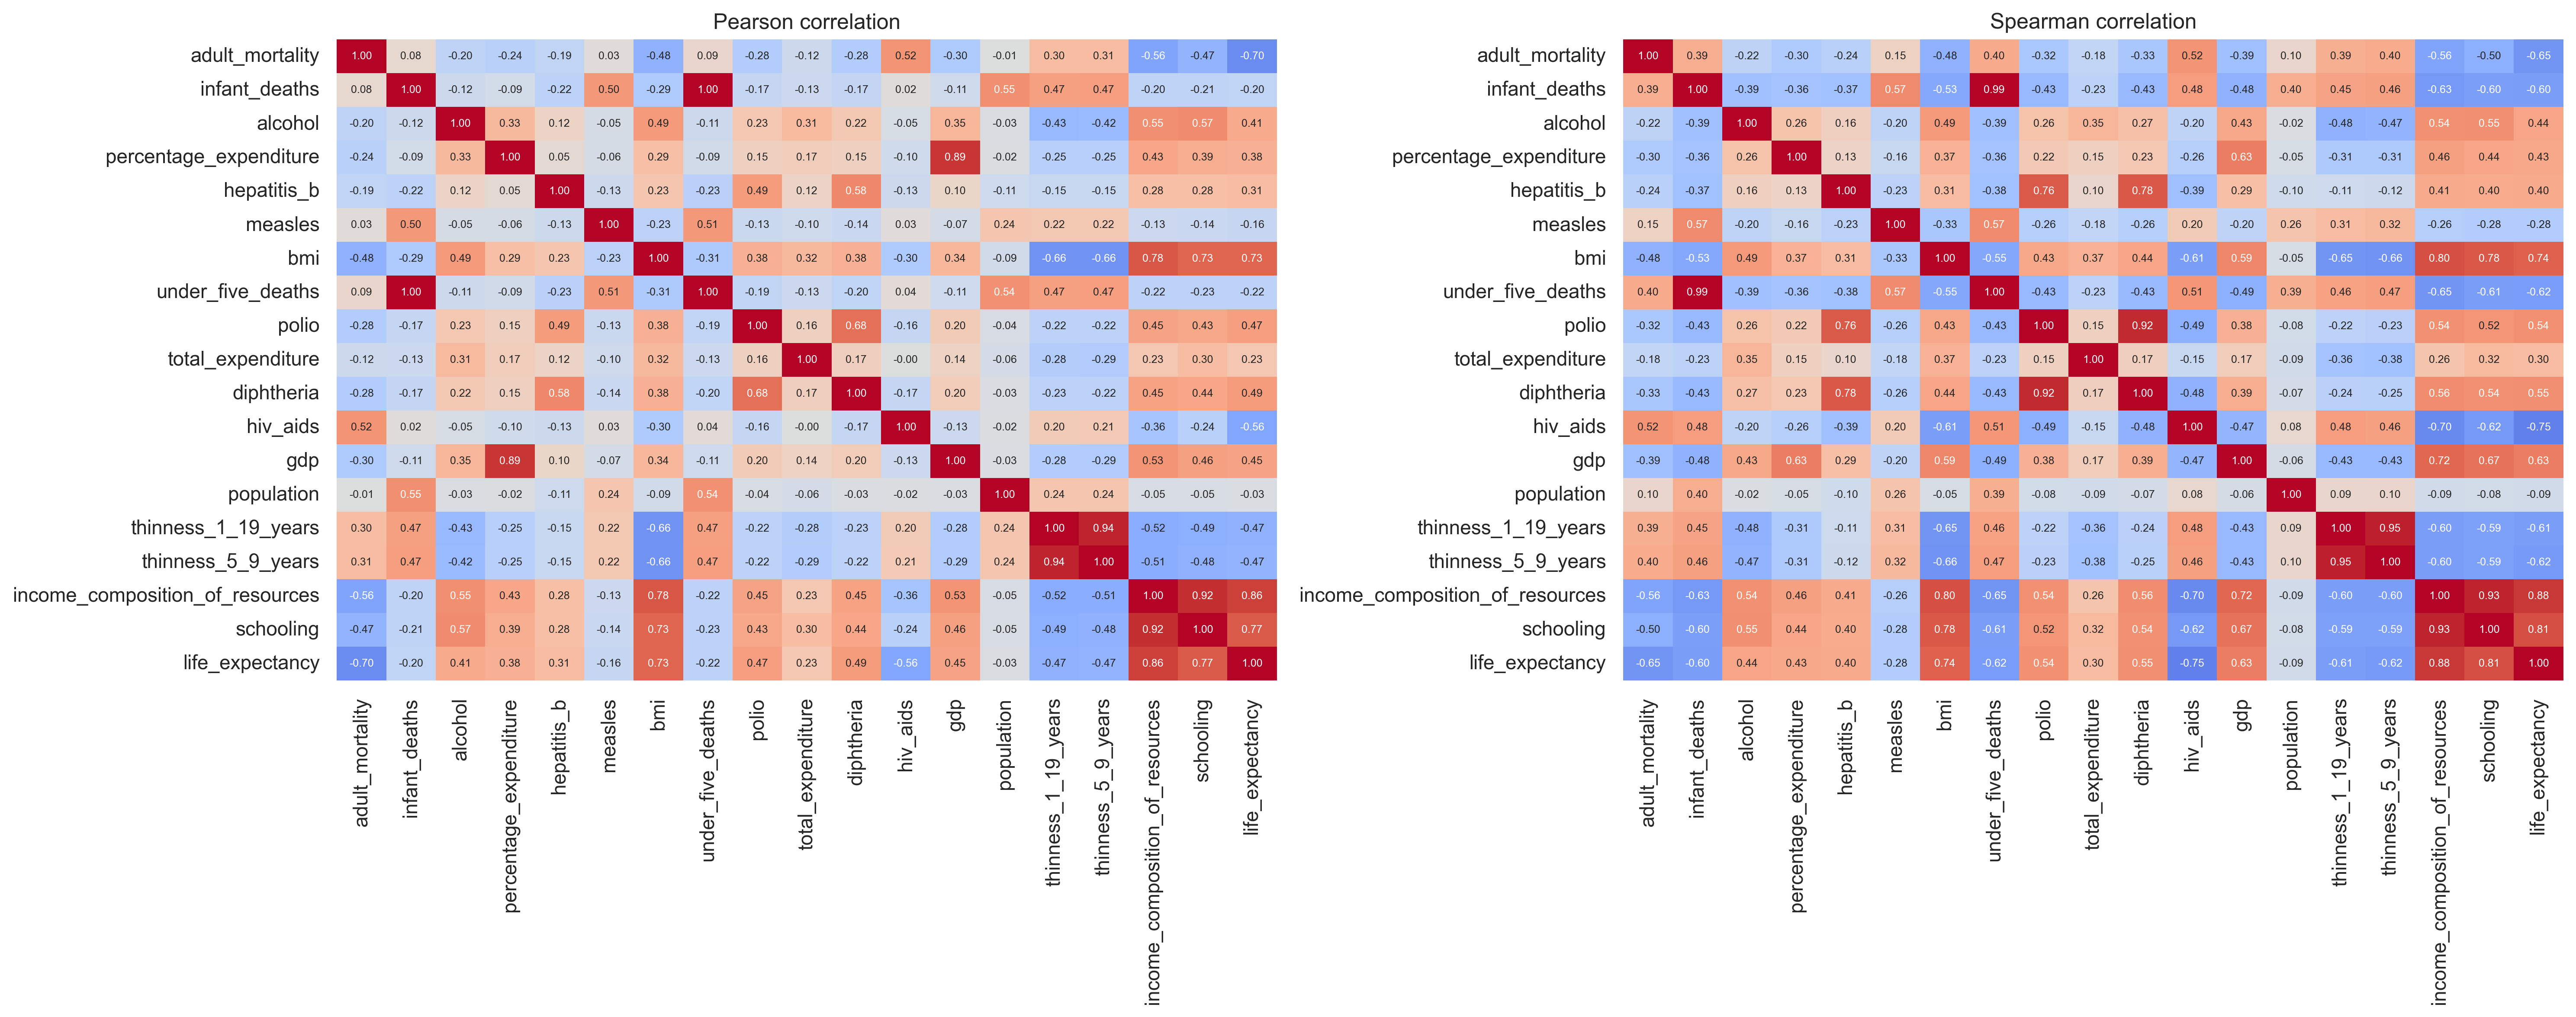 Pearson correlation
adult_mortality 1.00 0.08 -0.20 -0.24 -0.19 0.03 -0.48 0.09 -0.28 -0.12 -0.28 0.52 -0.30 -0.01 0.30 0.31 -0.56 -0.47 -0.70
infant_deaths 0.08 1.00 -0.12 -0.09 -0.22 0.50 -0.29 1.00 -0.17 -0.13 -0.17 0.02 -0.11 0.55 0.47 0.47 -0.20 -0.21 -0.20
alcohol -0.20 -0.12 1.00 0.33 0.12 -0.05 0.49 -0.11 0.23 0.31 0.22 -0.05 0.35 -0.03 -0.43 -0.42 0.55 0.57 0.41
percentage_expenditure -0.24 -0.09 0.33 1.00 0.05 -0.06 0.29 -0.09 0.15 0.17 0.15 -0.10 0.89 -0.02 -0.25 -0.25 0.43 0.39 0.38
hepatitis_b -0.19 -0.22 0.12 0.05 1.00 -0.13 0.23 -0.23 0.49 0.12 0.58 -0.13 0.10 -0.11 -0.15 -0.15 0.28 0.28 0.31
measles 0.03 0.50 -0.05 -0.06 -0.13 1.00 -0.23 0.51 -0.13 -0.10 -0.14 0.03 -0.07 0.24 0.22 0.22 -0.13 -0.14 -0.16
bmi -0.48 -0.29 0.49 0.29 0.23 -0.23 1.00 -0.31 0.38 0.32 0.38 -0.30 0.34 -0.09 -0.66 -0.66 0.78 0.73 0.73
under_five_deaths 0.09 1.00 -0.11 -0.09 -0.23 0.51 -0.31 1.00 -0.19 -0.13 -0.20 0.04 -0.11 0.54 0.47 0.47 -0.22 -0.23 -0.22
polio -0.28 -0.17 0.23 0.15 0.49 -0.13 0.38 -0.19 1.00 0.16 0.68 -0.16 0.20 -0.04 -0.22 -0.22 0.45 0.43 0.47
total_expenditure -0.12 -0.13 0.31 0.17 0.12 -0.10 0.32 -0.13 0.16 1.00 0.17 -0.00 0.14 -0.06 -0.28 -0.29 0.23 0.30 0.23
diphtheria -0.28 -0.17 0.22 0.15 0.58 -0.14 0.38 -0.20 0.68 0.17 1.00 -0.17 0.20 -0.03 -0.23 -0.22 0.45 0.44 0.49
hiv_aids 0.52 0.02 -0.05 -0.10 -0.13 0.03 -0.30 0.04 -0.16 -0.00 -0.17 1.00 -0.13 -0.02 0.20 0.21 -0.36 -0.24 -0.56
gdp -0.30 -0.11 0.35 0.89 0.10 -0.07 0.34 -0.11 0.20 0.14 0.20 -0.13 1.00 -0.03 -0.28 -0.29 0.53 0.46 0.45
population -0.01 0.55 -0.03 -0.02 -0.11 0.24 -0.09 0.54 -0.04 -0.06 -0.03 -0.02 -0.03 1.00 0.24 0.24 -0.05 -0.05 -0.03
thinness_1_19_years 0.30 0.47 -0.43 -0.25 -0.15 0.22 -0.66 0.47 -0.22 -0.28 -0.23 0.20 -0.28 0.24 1.00 0.94 -0.52 -0.49 -0.47
thinness_5_9_years 0.31 0.47 -0.42 -0.25 -0.15 0.22 -0.66 0.47 -0.22 -0.29 -0.22 0.21 -0.29 0.24 0.94 1.00 -0.51 -0.48 -0.47
income_composition_of_resources -0.56 -0.20 0.55 0.43 0.28 -0.13 0.78 -0.22 0.45 0.23 0.45 -0.36 0.53 -0.05 -0.52 -0.51 1.00 0.92 0.86
schooling -0.47 -0.21 0.57 0.39 0.28 -0.14 0.73 -0.23 0.43 0.30 0.44 -0.24 0.46 -0.05 -0.49 -0.48 0.92 1.00 0.77
life_expectancy -0.70 -0.20 0.41 0.38 0.31 -0.16 0.73 -0.22 0.47 0.23 0.49 -0.56 0.45 -0.03 -0.47 -0.47 0.86 0.77 1.00
adult_mortality
infant_deaths
alcohol
percentage_expenditure
hepatitis_b
measles
bmi
under_five_deaths
polio
total_expenditure
diphtheria
hiv_aids
gdp
population
thinness_1_19_years
thinness_5_9_years
income_composition_of_resources
schooling
life_expectancy
Spearman correlation
adult_mortality 1.00 0.39 -0.22 -0.30 -0.24 0.15 -0.48 0.40 -0.32 -0.18 -0.33 0.52 -0.39 0.10 0.39 0.40 -0.56 -0.50 -0.65
infant_deaths 0.39 1.00 -0.39 -0.36 -0.37 0.57 -0.53 0.99 -0.43 -0.23 -0.43 0.48 -0.48 0.40 0.45 0.46 -0.63 -0.60 -0.60
alcohol -0.22 -0.39 1.00 0.26 0.16 -0.20 0.49 -0.39 0.26 0.35 0.27 -0.20 0.43 -0.02 -0.48 -0.47 0.54 0.55 0.44
percentage_expenditure -0.30 -0.36 0.26 1.00 0.13 -0.16 0.37 -0.36 0.22 0.15 0.23 -0.26 0.63 -0.05 -0.31 -0.31 0.46 0.44 0.43
hepatitis_b -0.24 -0.37 0.16 0.13 1.00 -0.23 0.31 -0.38 0.76 0.10 0.78 -0.39 0.29 -0.10 -0.11 -0.12 0.41 0.40 0.40
measles 0.15 0.57 -0.20 -0.16 -0.23 1.00 -0.33 0.57 -0.26 -0.18 -0.26 0.20 -0.20 0.26 0.31 0.32 -0.26 -0.28 -0.28
bmi -0.48 -0.53 0.49 0.37 0.31 -0.33 1.00 -0.55 0.43 0.37 0.44 -0.61 0.59 -0.05 -0.65 -0.66 0.80 0.78 0.74
under_five_deaths 0.40 0.99 -0.39 -0.36 -0.38 0.57 -0.55 1.00 -0.43 -0.23 -0.43 0.51 -0.49 0.39 0.46 0.47 -0.65 -0.61 -0.62
polio -0.32 -0.43 0.26 0.22 0.76 -0.26 0.43 -0.43 1.00 0.15 0.92 -0.49 0.38 -0.08 -0.22 -0.23 0.54 0.52 0.54
total_expenditure -0.18 -0.23 0.35 0.15 0.10 -0.18 0.37 -0.23 0.15 1.00 0.17 -0.15 0.17 -0.09 -0.36 -0.38 0.26 0.32 0.30
diphtheria -0.33 -0.43 0.27 0.23 0.78 -0.26 0.44 -0.43 0.92 0.17 1.00 -0.48 0.39 -0.07 -0.24 -0.25 0.56 0.54 0.55
hiv_aids 0.52 0.48 -0.20 -0.26 -0.39 0.20 -0.61 0.51 -0.49 -0.15 -0.48 1.00 -0.47 0.08 0.48 0.46 -0.70 -0.62 -0.75
gdp -0.39 -0.48 0.43 0.63 0.29 -0.20 0.59 -0.49 0.38 0.17 0.39 -0.47 1.00 -0.06 -0.43 -0.43 0.72 0.67 0.63
population 0.10 0.40 -0.02 -0.05 -0.10 0.26 -0.05 0.39 -0.08 -0.09 -0.07 0.08 -0.06 1.00 0.09 0.10 -0.09 -0.08 -0.09
thinness_1_19_years 0.39 0.45 -0.48 -0.31 -0.11 0.31 -0.65 0.46 -0.22 -0.36 -0.24 0.48 -0.43 0.09 1.00 0.95 -0.60 -0.59 -0.61
thinness_5_9_years 0.40 0.46 -0.47 -0.31 -0.12 0.32 -0.66 0.47 -0.23 -0.38 -0.25 0.46 -0.43 0.10 0.95 1.00 -0.60 -0.59 -0.62
income_composition_of_resources -0.56 -0.63 0.54 0.46 0.41 -0.26 0.80 -0.65 0.54 0.26 0.56 -0.70 0.72 -0.09 -0.60 -0.60 1.00 0.93 0.88
schooling -0.50 -0.60 0.55 0.44 0.40 -0.28 0.78 -0.61 0.52 0.32 0.54 -0.62 0.67 -0.08 -0.59 -0.59 0.93 1.00 0.81
life_expectancy -0.65 -0.60 0.44 0.43 0.40 -0.28 0.74 -0.62 0.54 0.30 0.55 -0.75 0.63 -0.09 -0.61 -0.62 0.88 0.81 1.00
adult_mortality
infant_deaths
alcohol
percentage_expenditure
hepatitis_b
measles
bmi
under_five_deaths
polio
total_expenditure
diphtheria
hiv_aids
gdp
population
thinness_1_19_years
thinness_5_9_years
income_composition_of_resources
schooling
life_expectancy